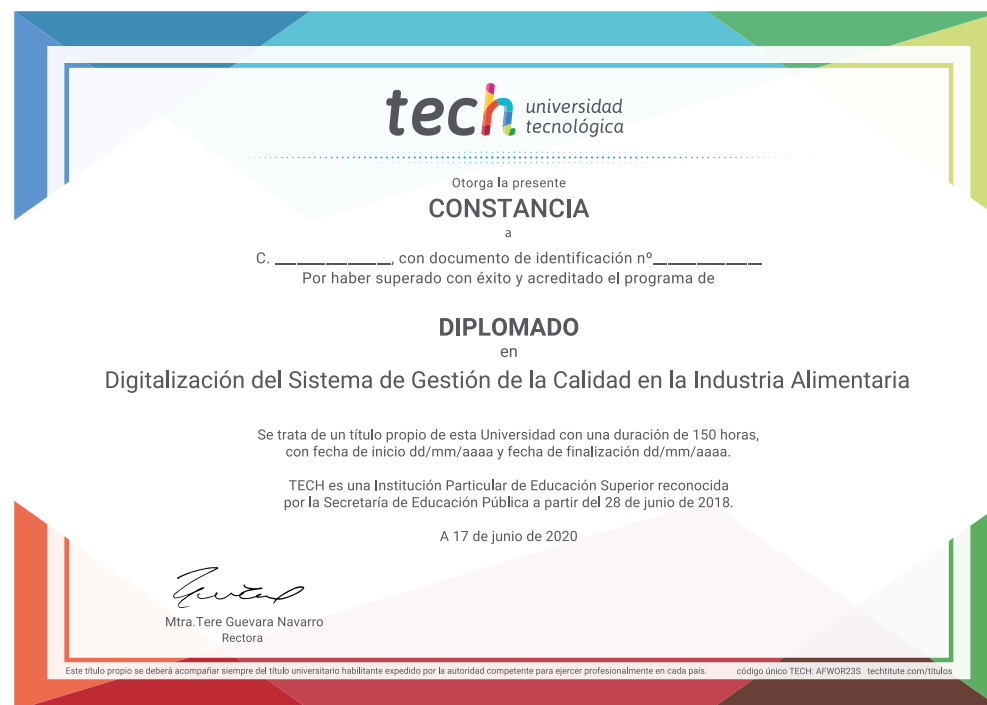 tech universidad
tecnológica
Otorga la presente
CONSTANCIA
a
C. ______________, con documento de identificación nº______________
Por haber superado con éxito y acreditado el programa de
DIPLOMADO
en
Digitalización del Sistema de Gestión de la Calidad en la Industria Alimentaria
Se trata de un título propio de esta Universidad con una duración de 150 horas,
con fecha de inicio dd/mm/aaaa y fecha de finalización dd/mm/aaaa.
TECH es una Institución Particular de Educación Superior reconocida
por la Secretaría de Educación Pública a partir del 28 de junio de 2018.
A 17 de junio de 2020
Mtra.Tere Guevara Navarro
Rectora
Este título propio se deberá acompañar siempre del título universitario habilitante expedido por la autoridad competente para ejercer profesionalmente en cada país. código único TECH: AFWOR23S techtitute.com/titulos